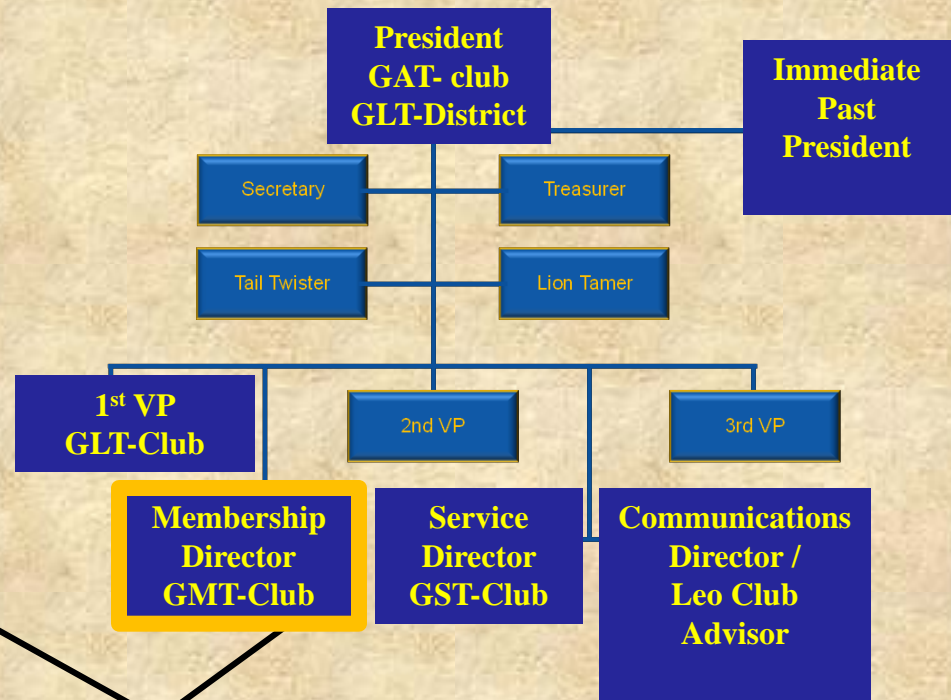 President
GAT- club
GLT-District
Immediate
Past
President
Secretary
Treasurer
Tail Twister
Lion Tamer
1st VP
GLT-Club
2nd VP
3rd VP
Membership
Director
GMT-Club
Service
Director
GST-Club
Communications
Director /
Leo Club
Advisor